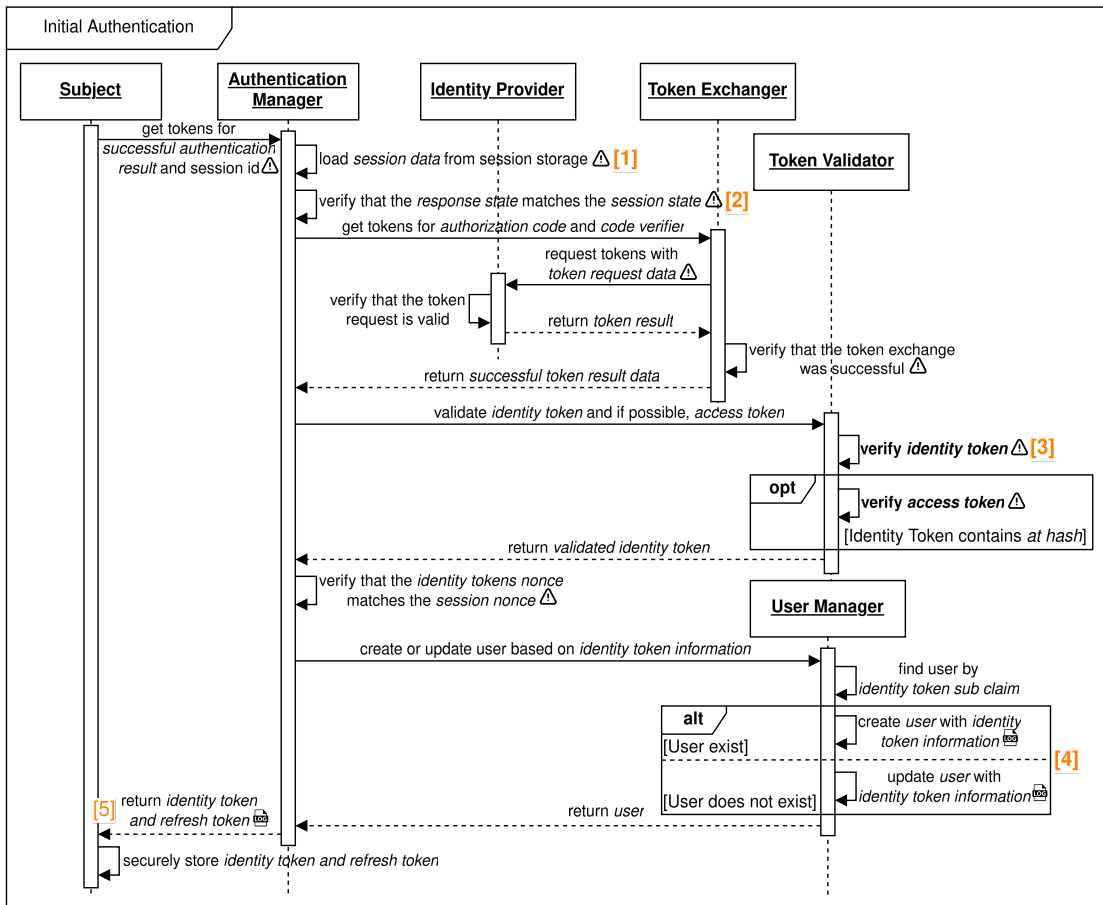 Initial Authentication
Subject
Authentication
Manager
Identity Provider
Token Exchanger
Token Validator
get tokens for
successful authentication
result and session id
load session data from session storage [1]
verify that the response state matches the session state [2]
get tokens for authorization code and code verifier
request tokens with
token request data
verify that the token
request is valid
return token result
verify that the token exchange
was successful
return successful token result data
validate identity token and if possible, access token
verify identity token [3]
opt
verify access token
[Identity Token contains at hash]
return validated identity token
verify that the identity tokens nonce
matches the session nonce
User Manager
create or update user based on identity token information
find user by
identity token sub claim
alt
[User exist]
create user with identity
token information LOG
[4]
update user with
identity token information LOG
[User does not exist]
return user
[5]
return identity token
and refresh token LOG
securely store identity token and refresh token